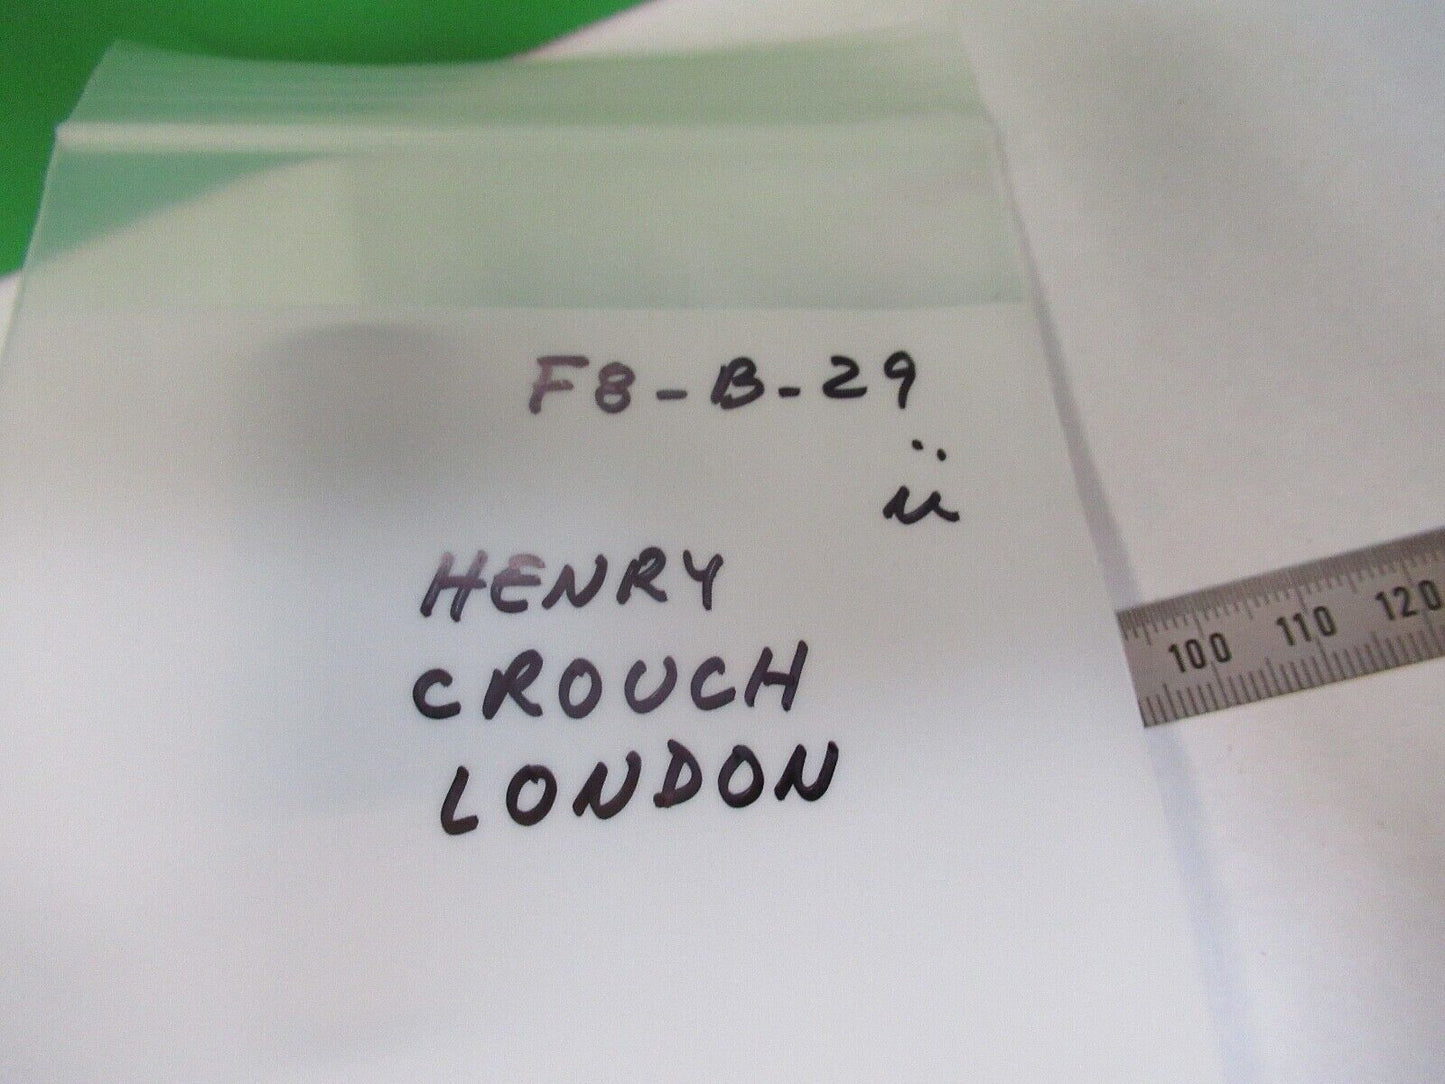 F8-B-29
ü
HENRY
CROUCH
LONDON
100 110 120